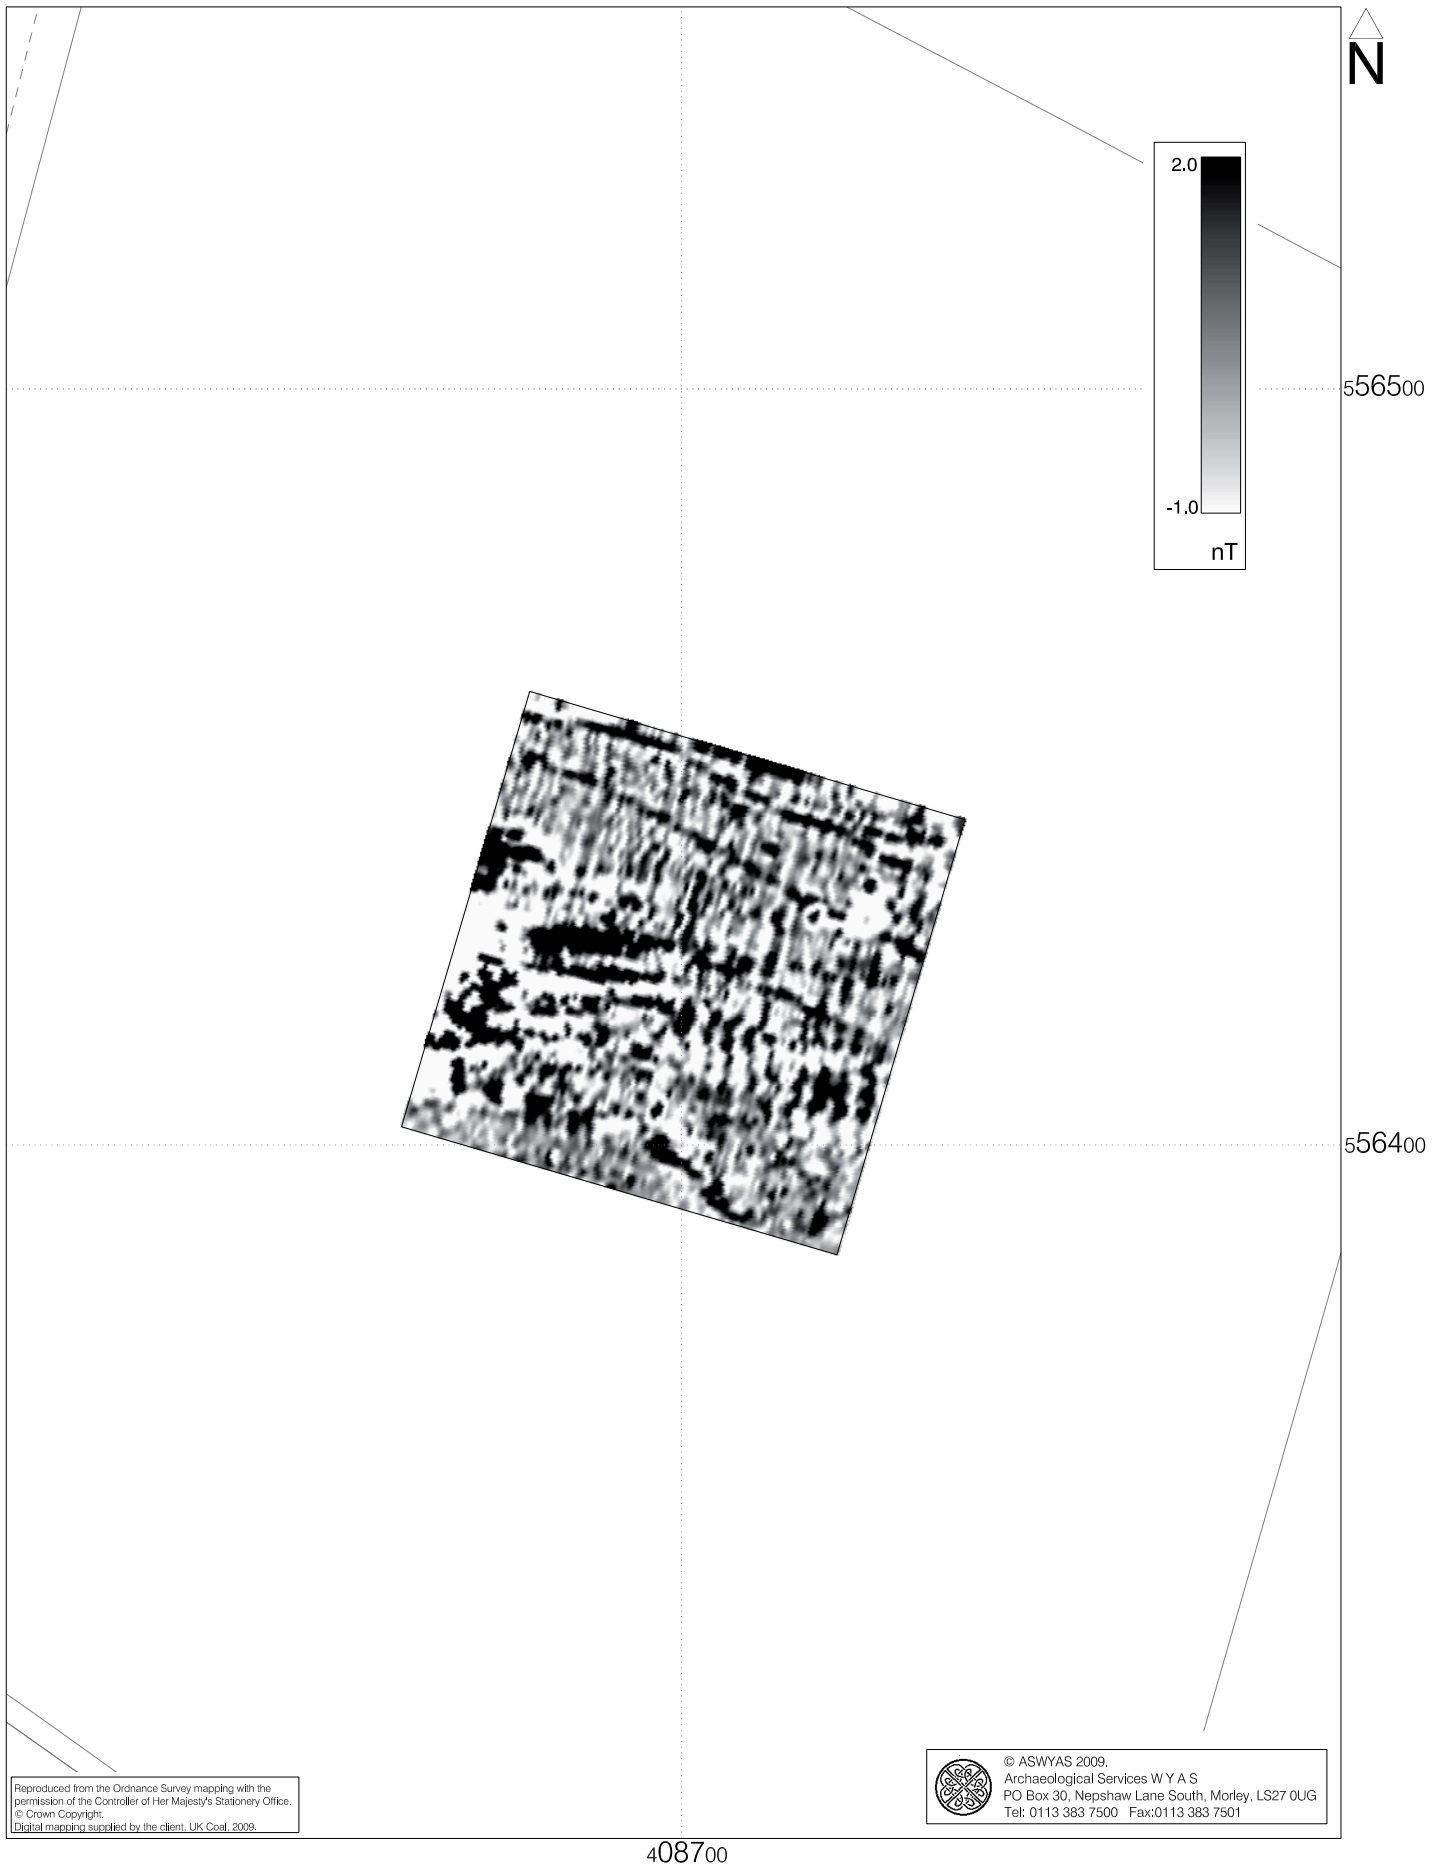 N
2.0
-1.0
nT
556500
556400
408700
Reproduced from the Ordnance Survey mapping with the
permission of the Controller of Her Majesty's Stationery Office.
© Crown Copyright.
Digital mapping supplied by the client, UK Coal, 2009.
© ASWYAS 2009.
Archaeological Services W Y A S
PO Box 30, Nepshaw Lane South, Morley, LS27 0UG
Tel: 0113 383 7500 Fax:0113 383 7501